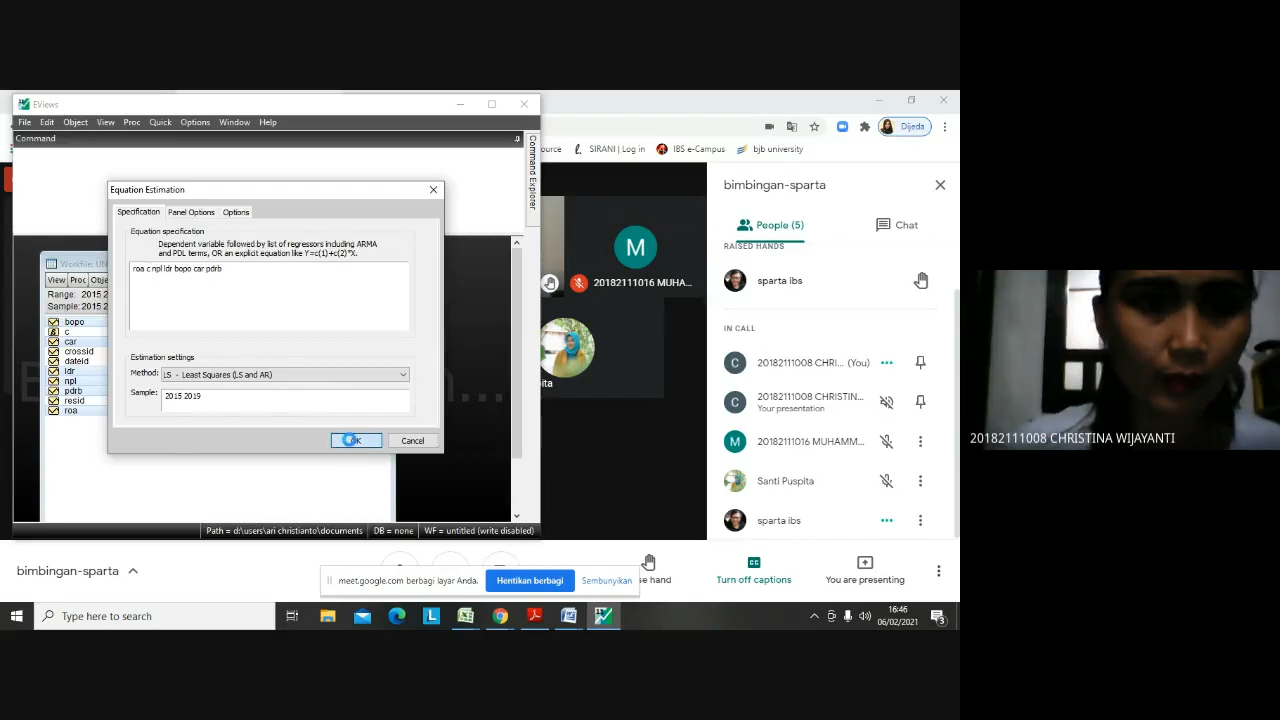 EViews
File Edit Object View Proc Quick Options Window Help
Command
Command Explorer
Equation Estimation
Specification Panel Options Options
Equation specification
Dependent variable followed by list of regressors including ARMA
and PDL terms, OR an explicit equation like Y=c(1)+c(2)*X.
roa c npl ldr bopo car pdrb
Estimation settings
Method: LS - Least Squares (LS and AR)
Sample: 2015 2019
Cancel
View Proc
Range: 2015
Sample: 2015
bopo
c
car
crossid
dateid
ldr
npl
pdrb
resid
roa
Path = d:\users\ari christianto\documents DB = none WF = untitled (write disabled)
Dijeda
SIRANI | Log in IBS e-Campus bjb university
M
20182111016 MUHA...
bimbingan-sparta
People (5) Chat
RAISED HANDS
sparta ibs
IN CALL
C 20182111008 CHRI... (You)
C 20182111008 CHRISTIN...
Your presentation
M 20182111016 MUHAMM...
Santi Puspita
sparta ibs
bimbingan-sparta
meet.google.com berbagi layar Anda. Hentikan berbagi Sembunyikan
hand
Turn off captions
You are presenting
Type here to search
L
16:46
06/02/2021
3
20182111008 CHRISTINA WIJAYANTI